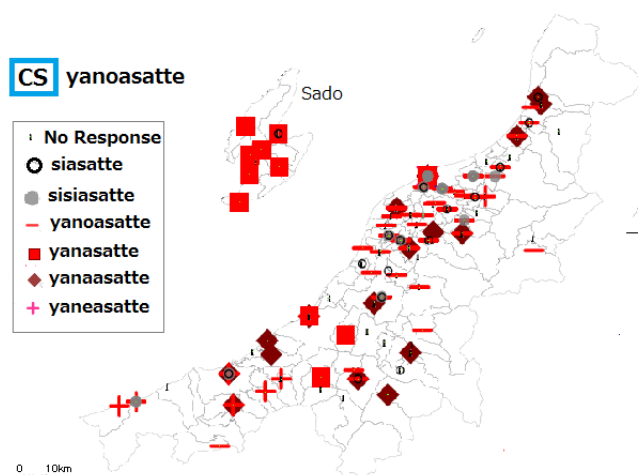 CS yanoasatte
Sado
No Response
siasatte
sisiasatte
yanoasatte
yanasatte
yanaasatte
yaneasatte
0 10km